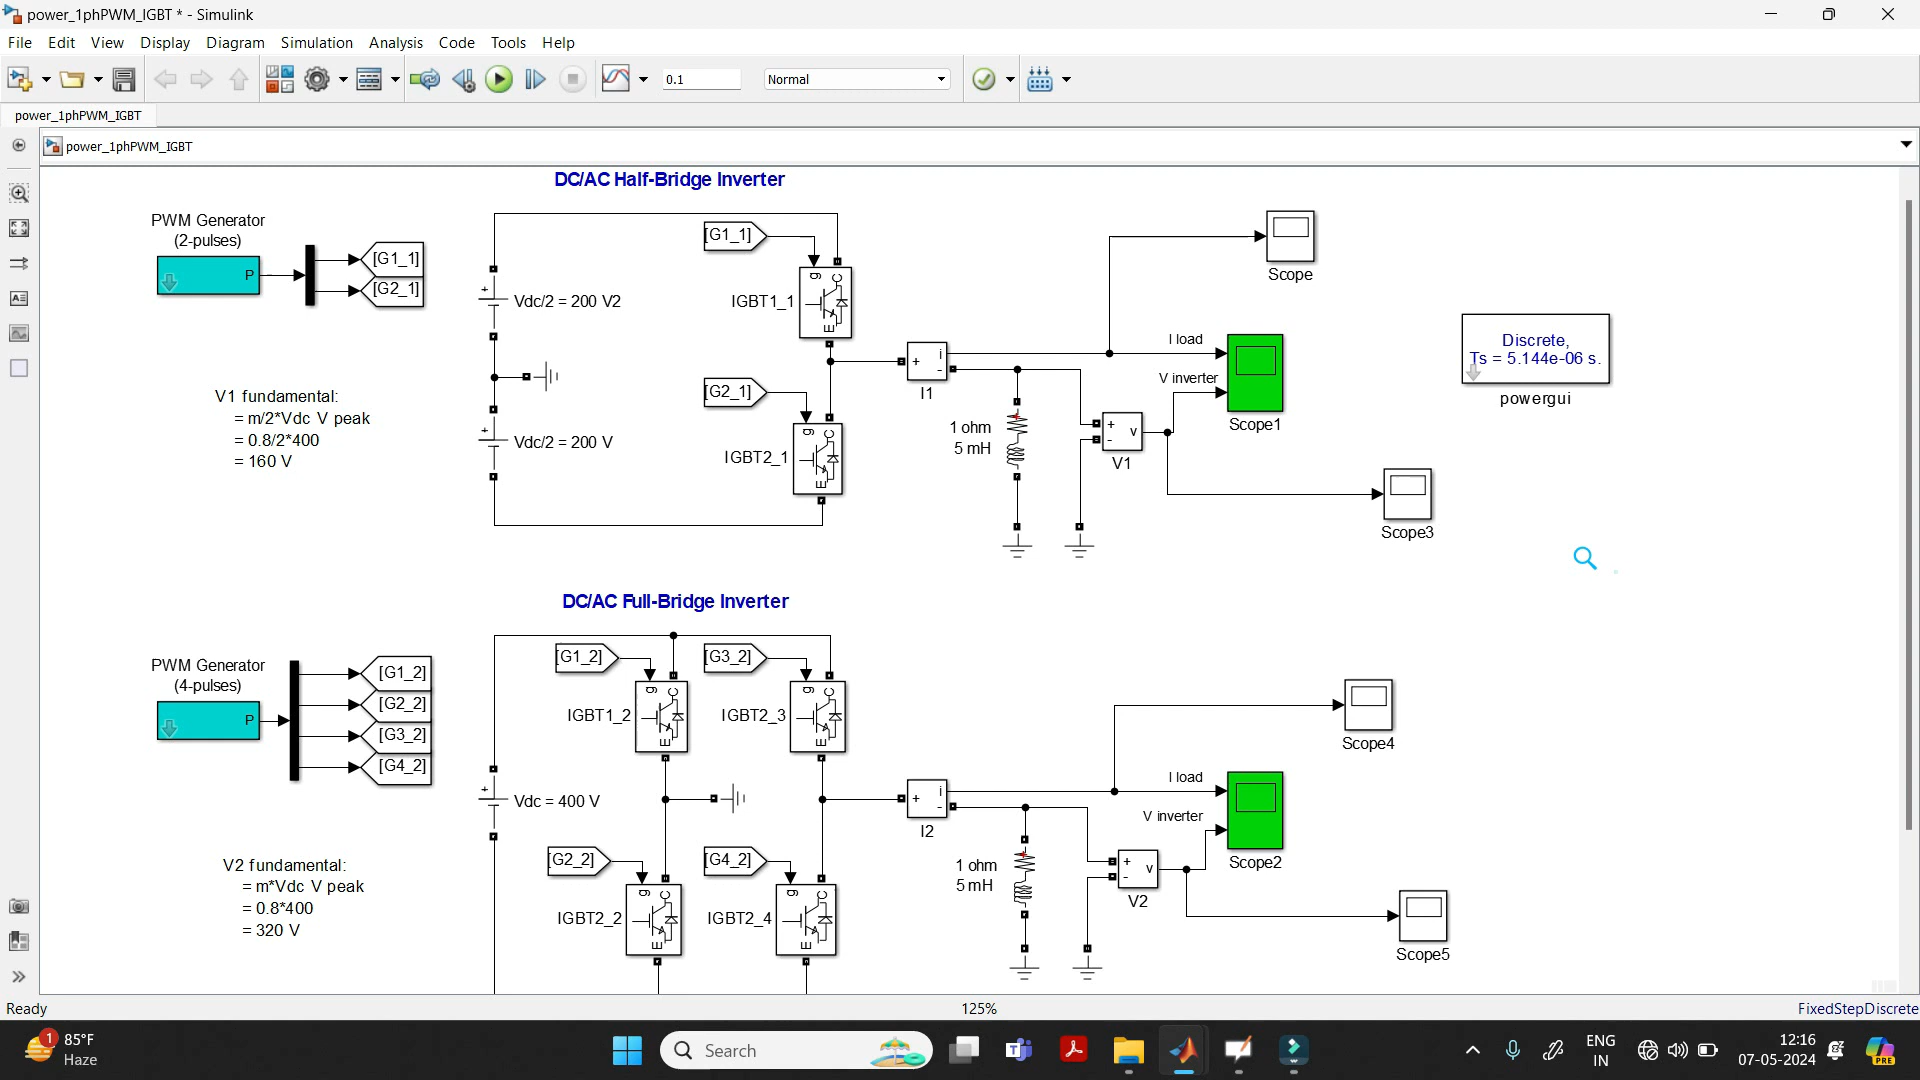 power_1phPWM_IGBT * - Simulink
File Edit View Display Diagram Simulation Analysis Code Tools Help
0.1
Normal
power_1phPWM_IGBT
power_1phPWM_IGBT
DC/AC Half-Bridge Inverter
PWM Generator
(2-pulses)
P
[G1_1]
[G2_1]
V1 fundamental:
= m/2*Vdc V peak
= 0.8/2*400
= 160 V
+
Vdc/2 = 200 V2
+
Vdc/2 = 200 V
[G1_1]
g C
E
IGBT1_1
[G2_1]
g C
E
IGBT2_1
+ i
-
I1
1 ohm
5 mH
+
-
v
V1
Scope
I load
V inverter
Scope1
Scope3
Discrete,
Ts = 5.144e-06 s.
powergui
DC/AC Full-Bridge Inverter
PWM Generator
(4-pulses)
P
[G1_2]
[G2_2]
[G3_2]
[G4_2]
V2 fundamental:
= m*Vdc V peak
= 0.8*400
= 320 V
+
Vdc = 400 V
[G1_2]
g C
E
IGBT1_2
[G3_2]
g C
E
IGBT2_3
[G2_2]
g C
E
IGBT2_2
[G4_2]
g C
E
IGBT2_4
+ i
-
I2
1 ohm
5 mH
+
-
v
V2
Scope4
I load
V inverter
Scope2
Scope5
Ready
125%
FixedStepDiscrete
1
85°F
Haze
Search
ENG
IN
12:16
07-05-2024
PRE